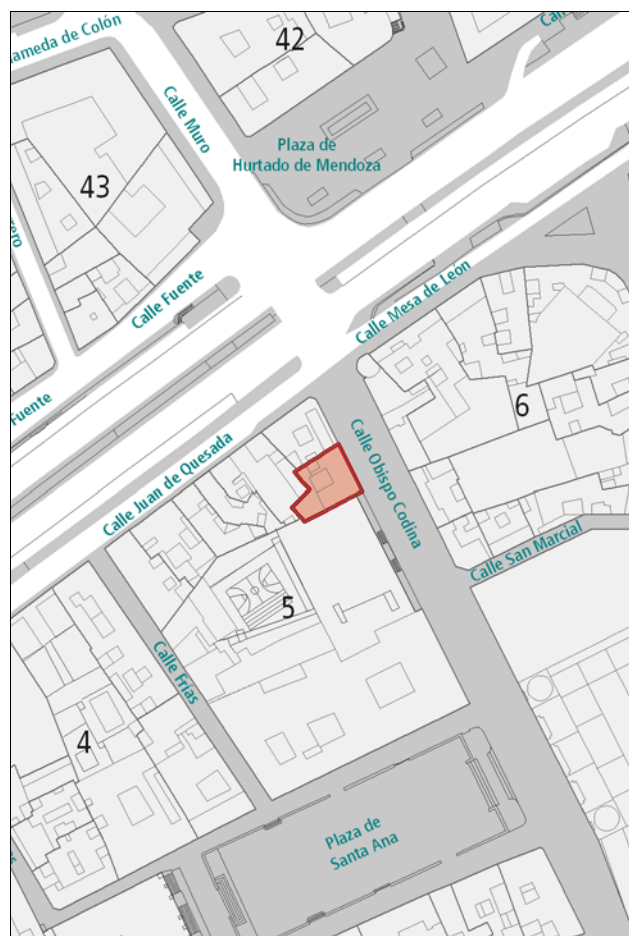 42
Alameda de Colón
Calle Muro
Plaza de
Hurtado de Mendoza
43
Calle Fuente
Calle Mesa de León
6
Fuente
Calle Juan de Quesada
Calle Obispo Codina
Calle San Marcial
5
Calle Frías
4
Plaza de
Santa Ana